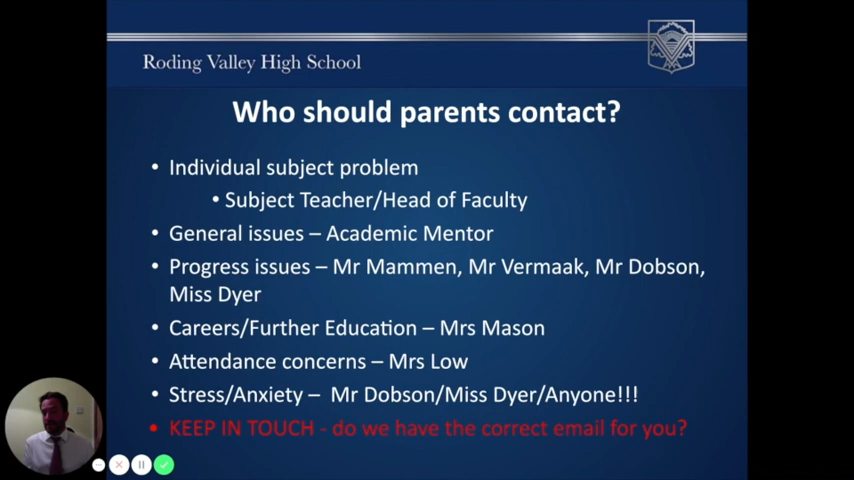 Roding Valley High School
Who should parents contact?
• Individual subject problem
• Subject Teacher/Head of Faculty
• General issues – Academic Mentor
• Progress issues – Mr Mammen, Mr Vermaak, Mr Dobson,
Miss Dyer
• Careers/Further Education – Mrs Mason
• Attendance concerns – Mrs Low
• Stress/Anxiety – Mr Dobson/Miss Dyer/Anyone!!!
• KEEP IN TOUCH - do we have the correct email for you?